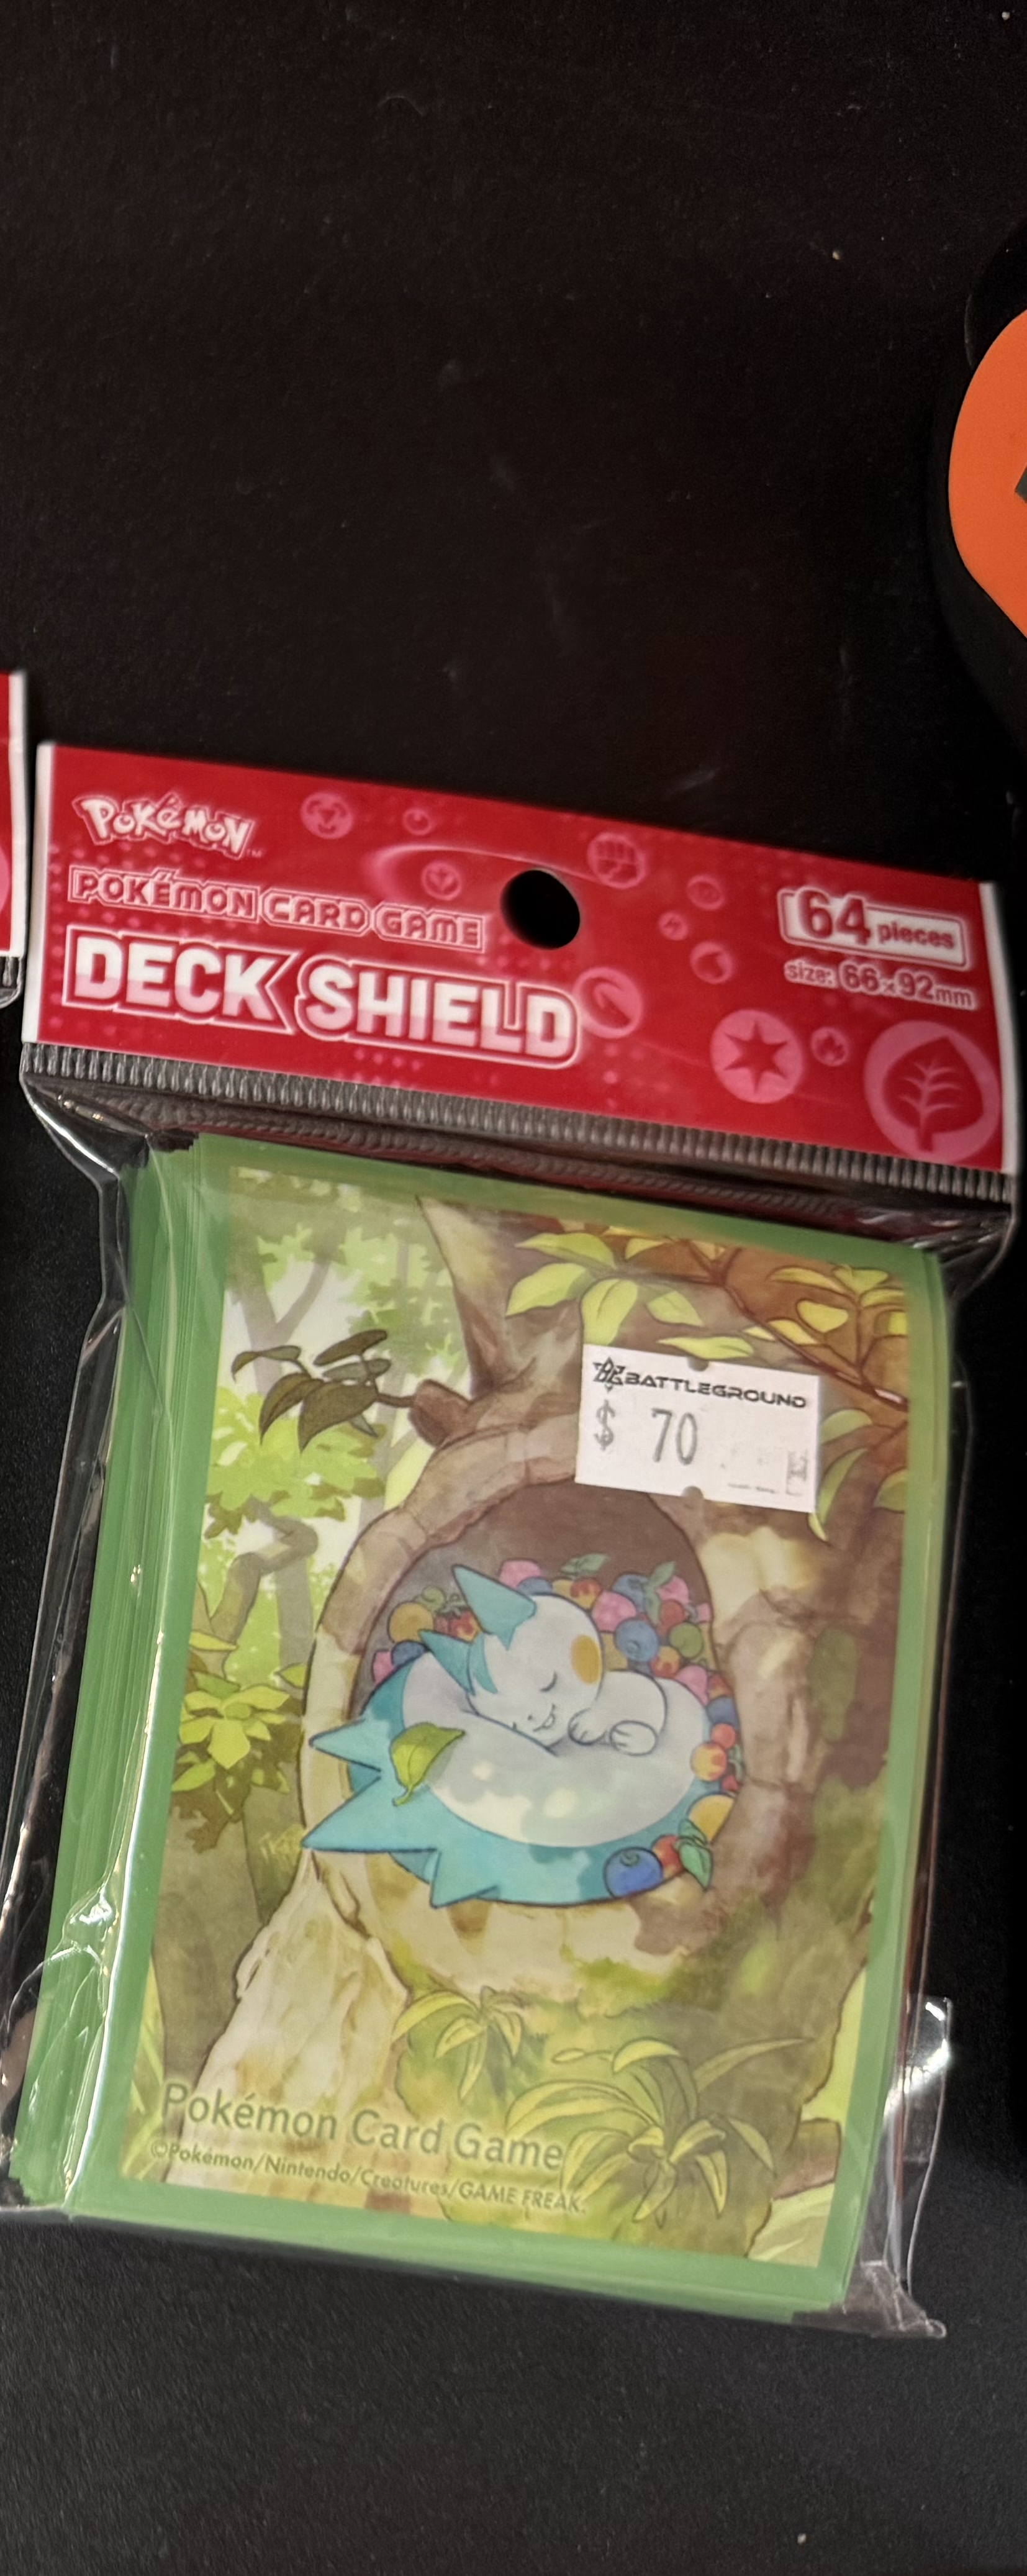 POKÉMON™
POKÉMON CARD GAME
DECK SHIELD
64 pieces
size: 66×92mm
BATTLEGROUND
$ 70
Pokémon Card Game
©Pokémon/Nintendo/Creatures/GAME FREAK.